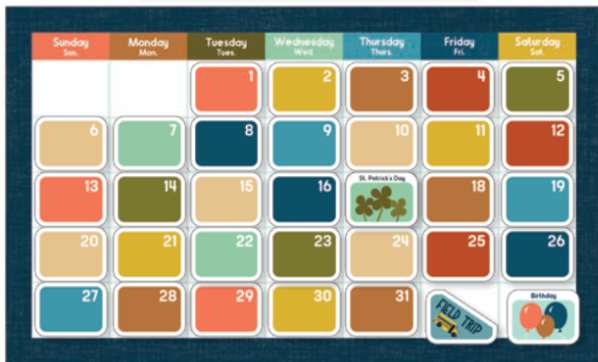 Sunday Monday Tuesday Wednesday Thursday Friday Saturday
Sun. Mon. Tues. Wed. Thurs. Fri. Sat.
1 2 3 4 5
6 7 8 9 10 11 12
13 14 15 16 St. Patrick's Day 18 19
20 21 22 23 24 25 26
27 28 29 30 31 FIELD TRIP Birthday